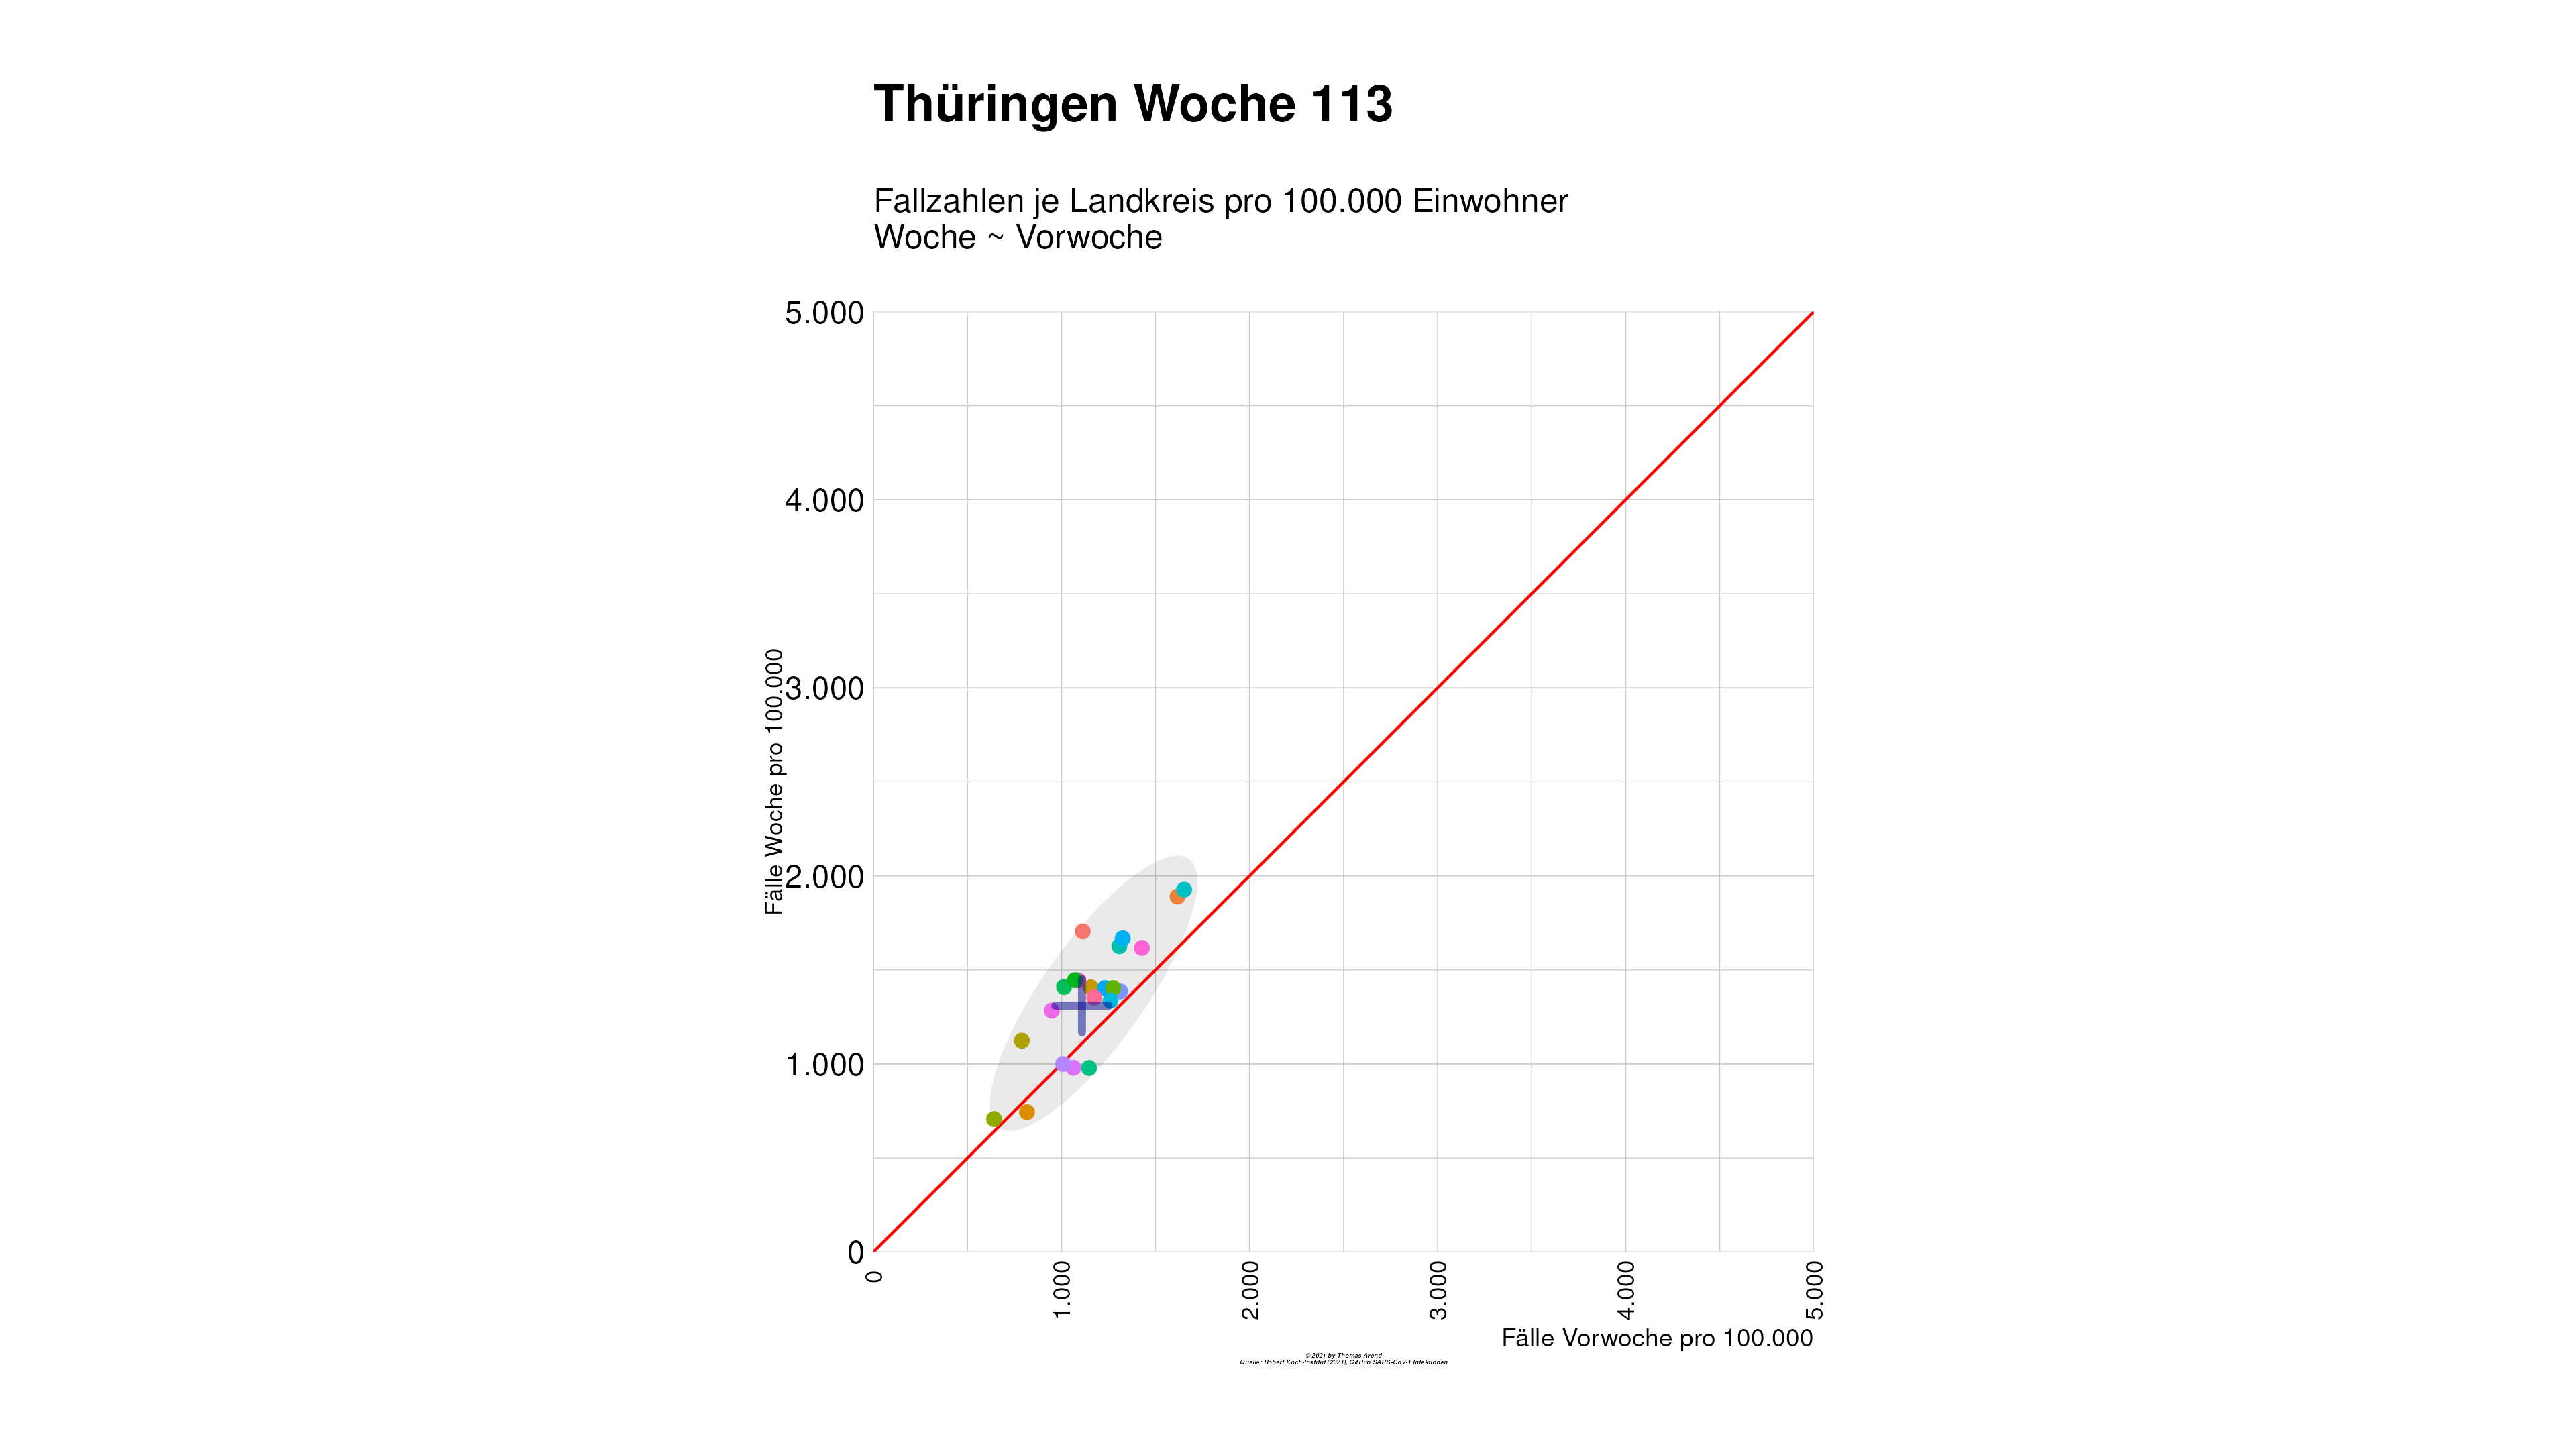 Thüringen Woche 113
Fallzahlen je Landkreis pro 100.000 Einwohner
Woche ~ Vorwoche
5.000
4.000
3.000
2.000
1.000
0
Fälle Woche pro 100.000
0
1.000
2.000
3.000
4.000
5.000
Fälle Vorwoche pro 100.000
© 2021 by Thomas Arend
Quelle: Robert Koch-Institut (2021), GitHub SARS-CoV-1 Infektionen